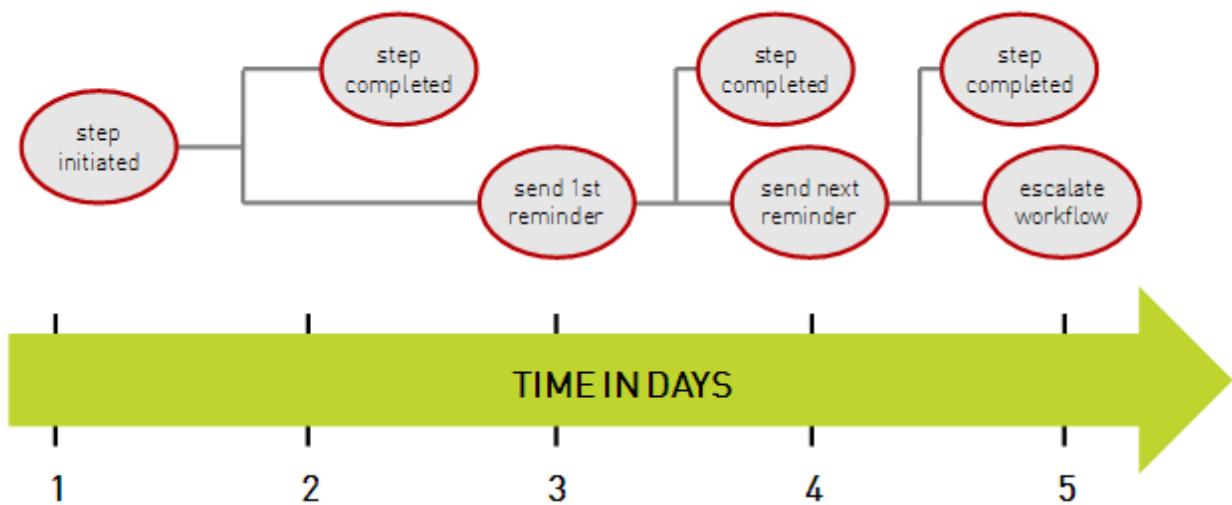 step
completed
step
completed
step
completed
step
initiated
send 1st
reminder
send next
reminder
escalate
workflow
TIME IN DAYS
1
2
3
4
5